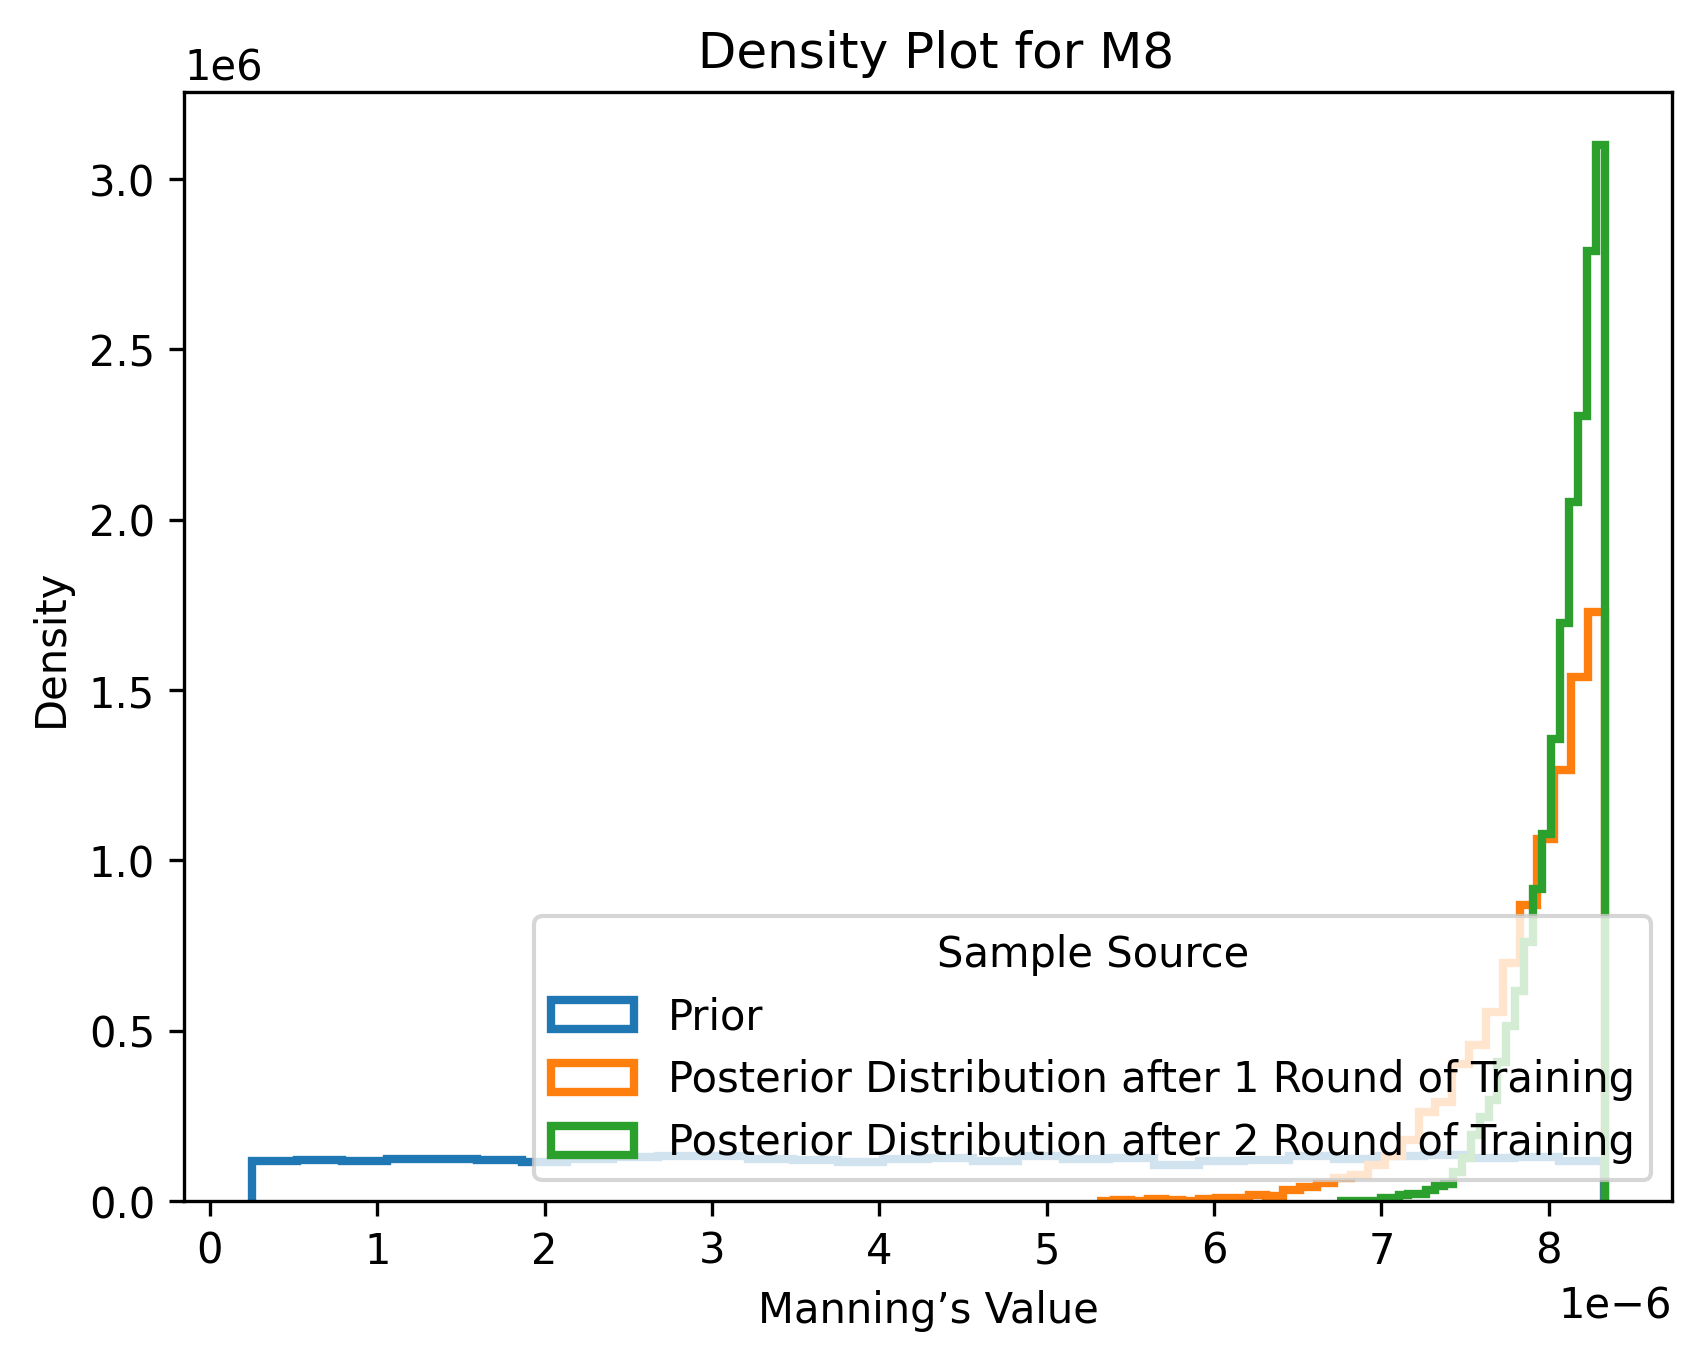 Density Plot for M8
1e6
3.0
2.5
2.0
1.5
1.0
0.5
0.0
Density
Sample Source
Prior
Posterior Distribution after 1 Round of Training
Posterior Distribution after 2 Round of Training
0 1 2 3 4 5 6 7 8
1e−6
Manning’s Value